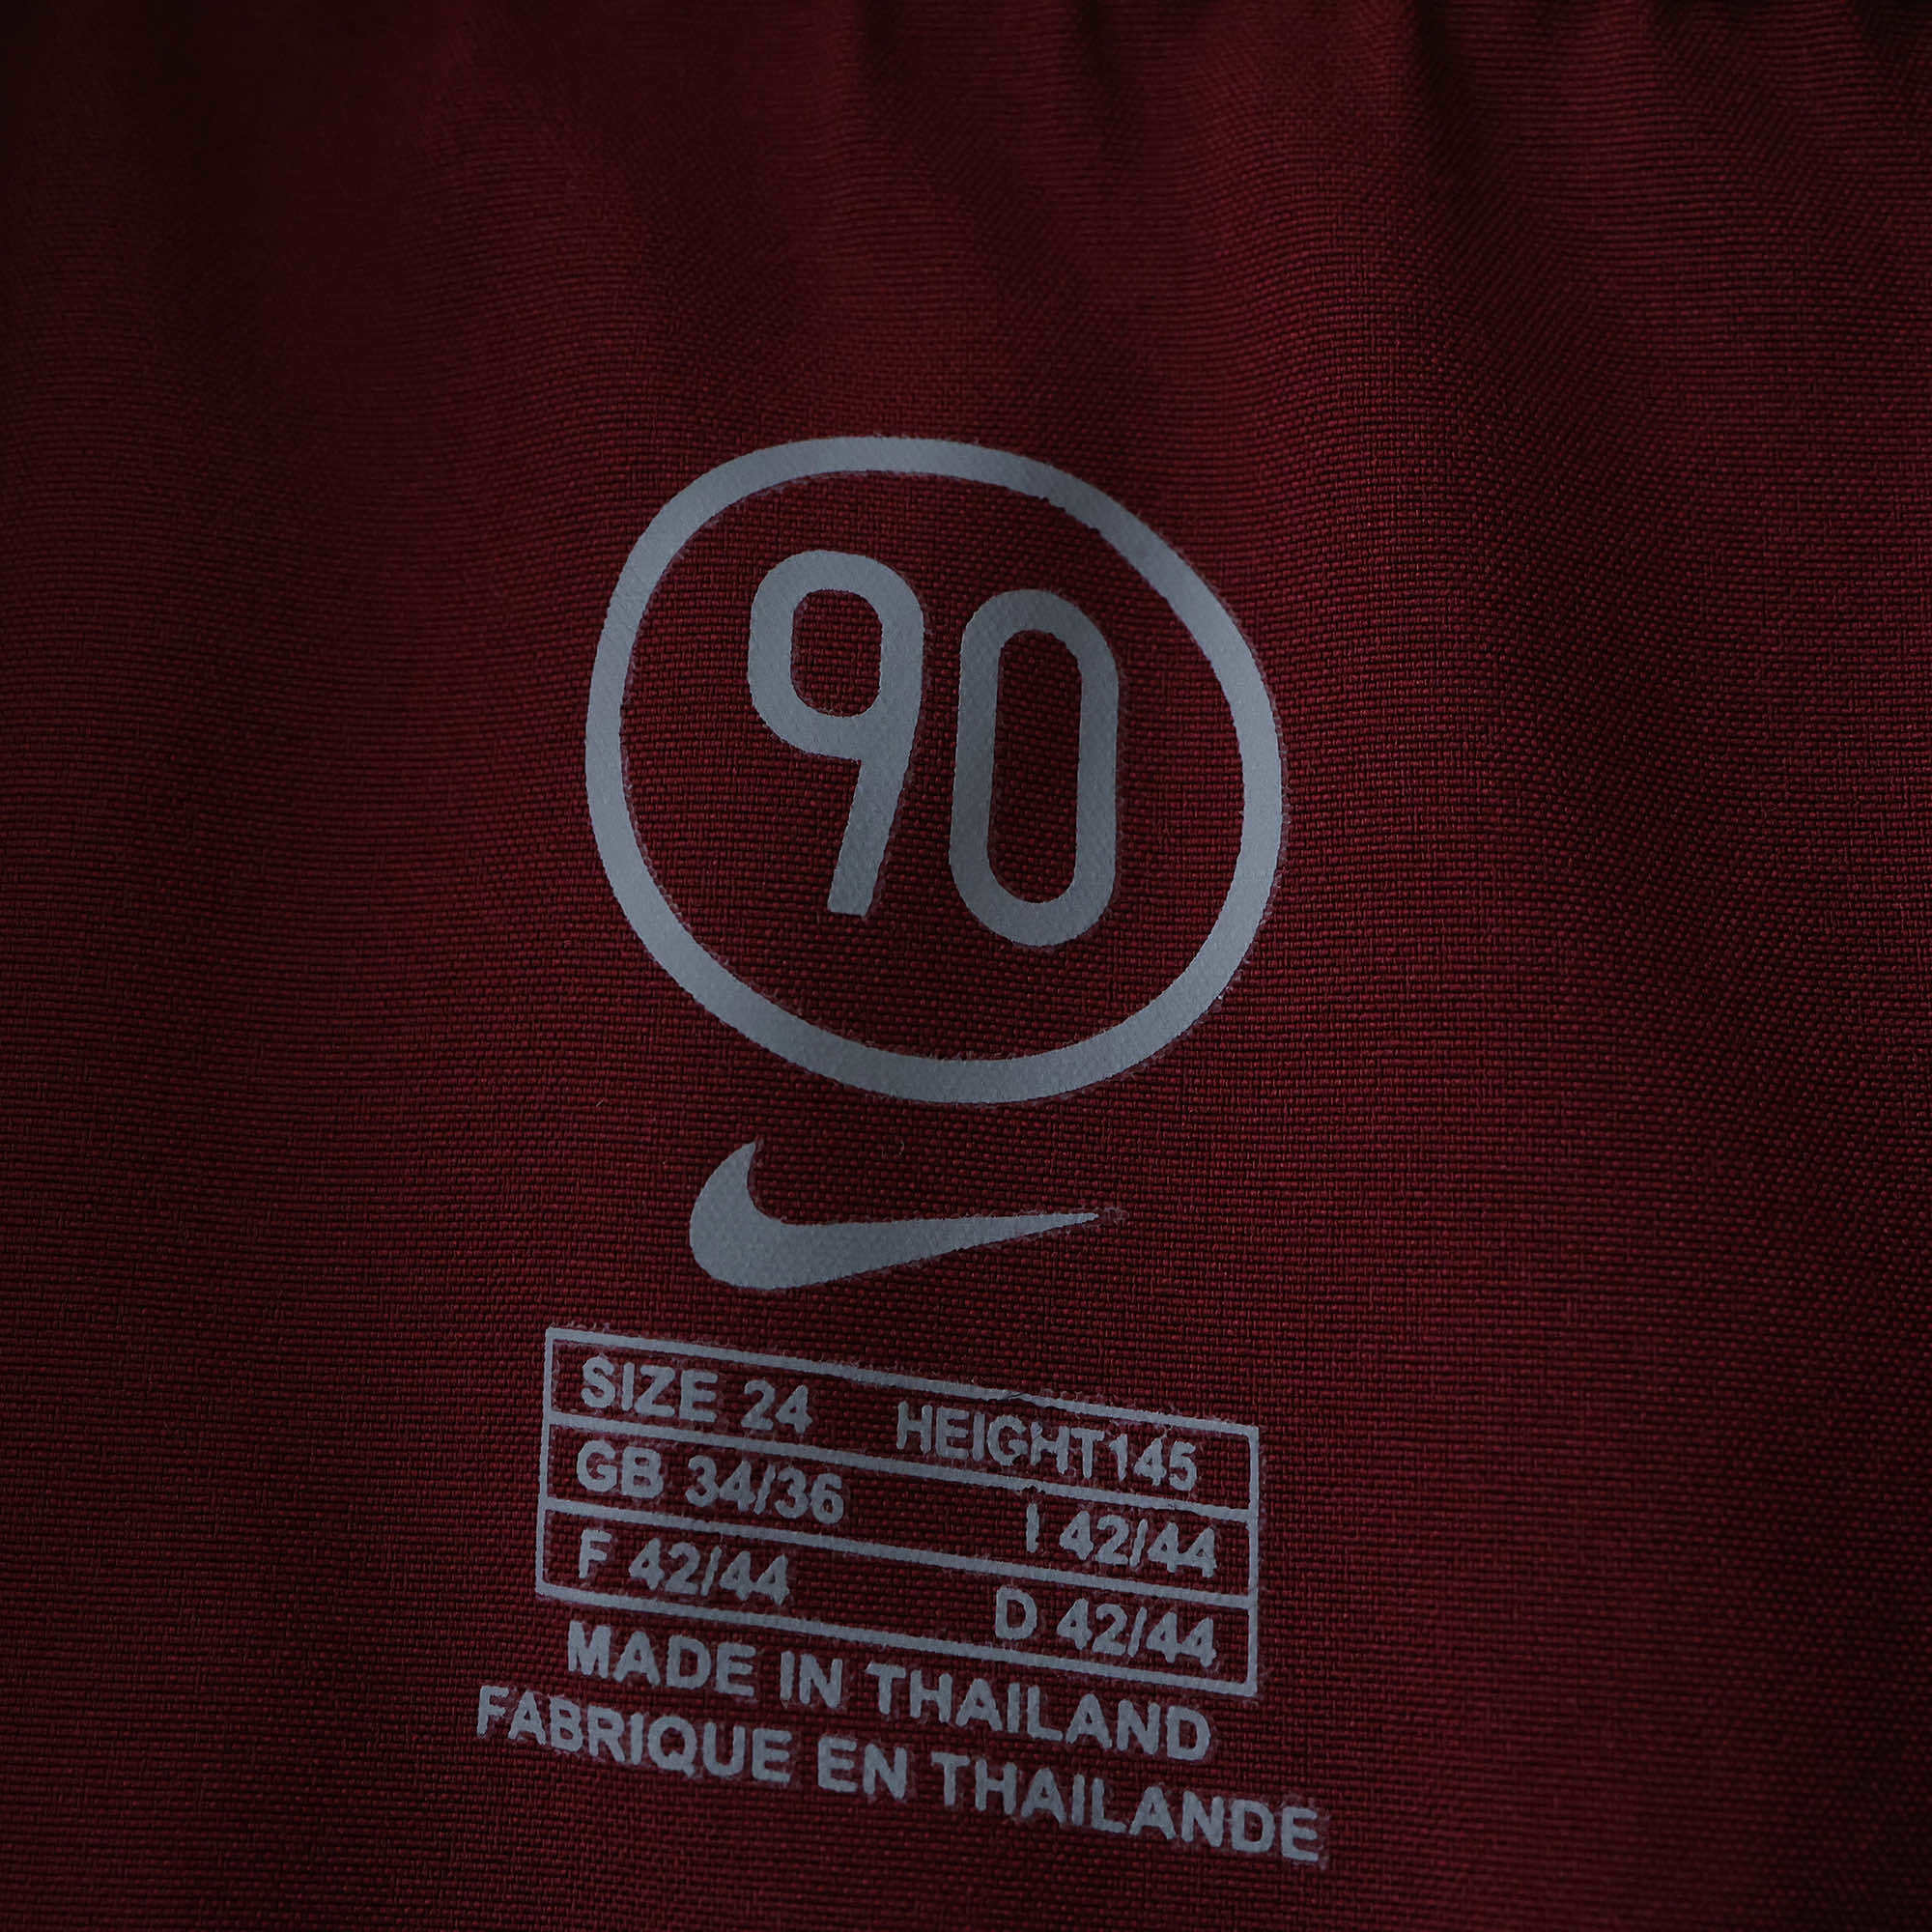 90
SIZE 24 HEIGHT145
GB 34/36 I 42/44
F 42/44 D 42/44
MADE IN THAILAND
FABRIQUE EN THAILANDE